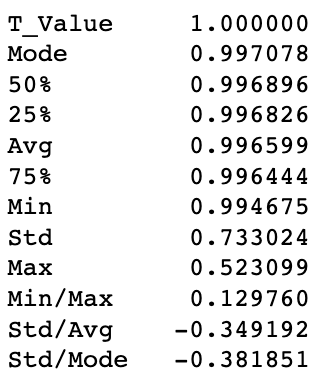 T_Value 1.000000
Mode 0.997078
50% 0.996896
25% 0.996826
Avg 0.996599
75% 0.996444
Min 0.994675
Std 0.733024
Max 0.523099
Min/Max 0.129760
Std/Avg -0.349192
Std/Mode -0.381851